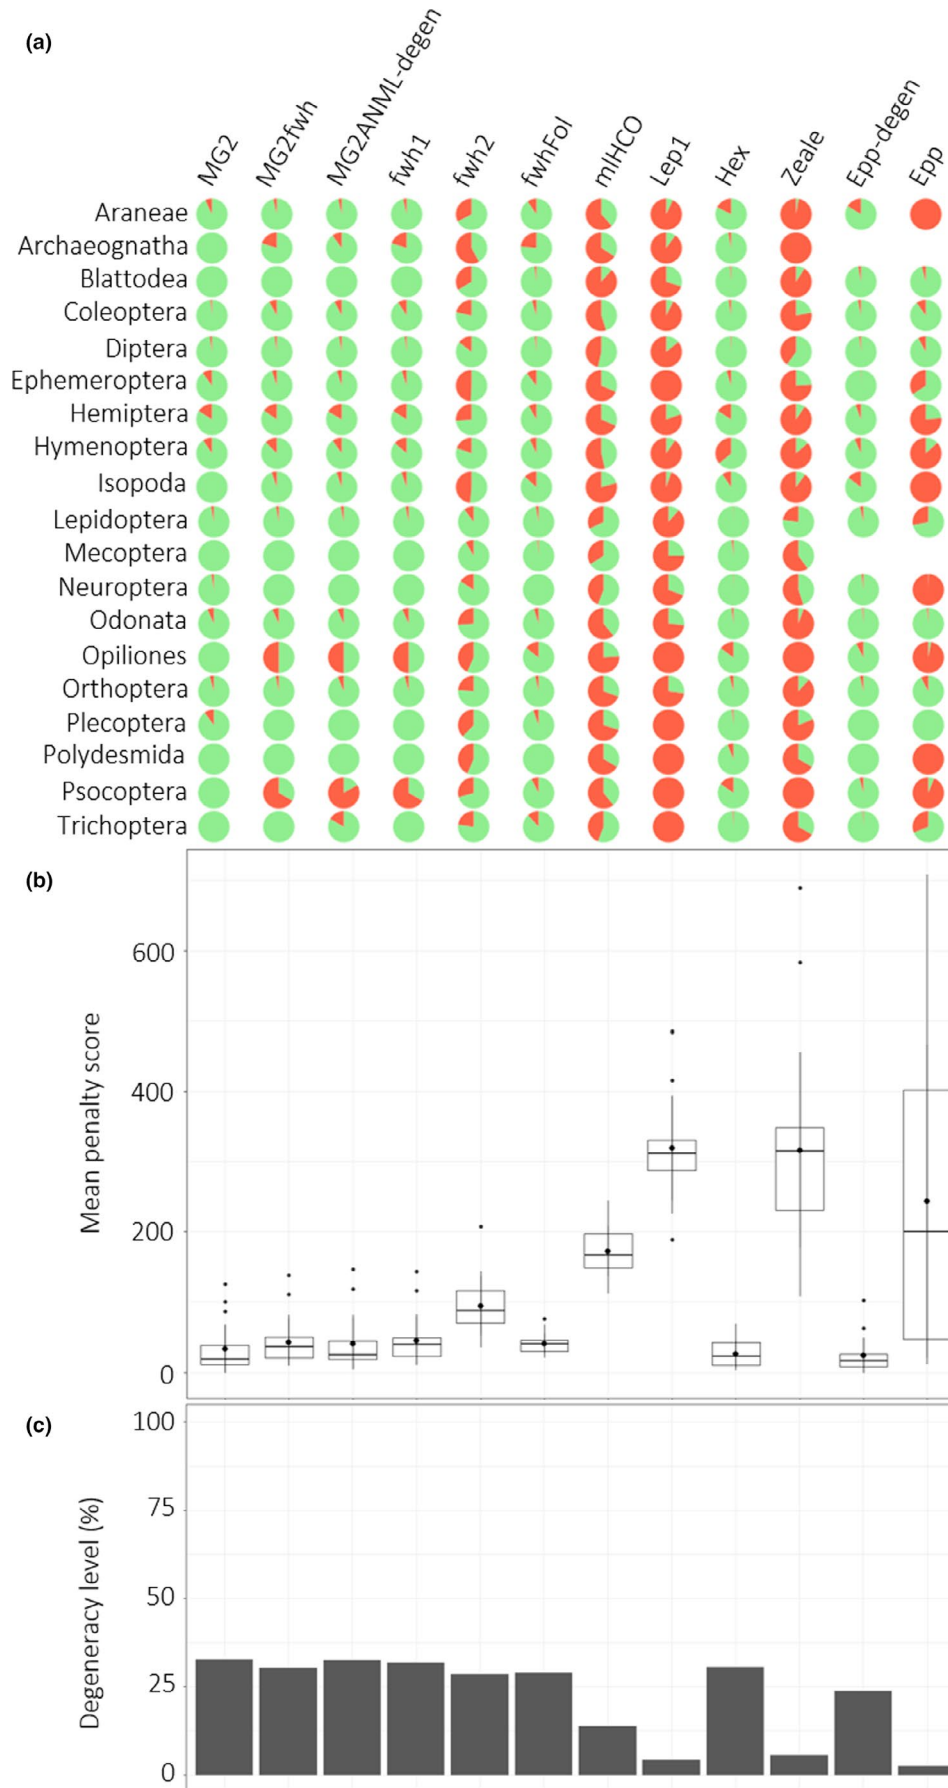 (a)
MG2
MG2fwh
MG2ANML-degen
fwh1
fwh2
fwhFol
mlHCO
Lep1
Hex
Zeale
Epp-degen
Epp
Araneae
Archaeognatha
Blattodea
Coleoptera
Diptera
Ephemeroptera
Hemiptera
Hymenoptera
Isopoda
Lepidoptera
Mecoptera
Neuroptera
Odonata
Opiliones
Orthoptera
Plecoptera
Polydesmida
Psocoptera
Trichoptera
(b)
Mean penalty score
600
400
200
0
(c)
Degeneracy level (%)
100
75
50
25
0